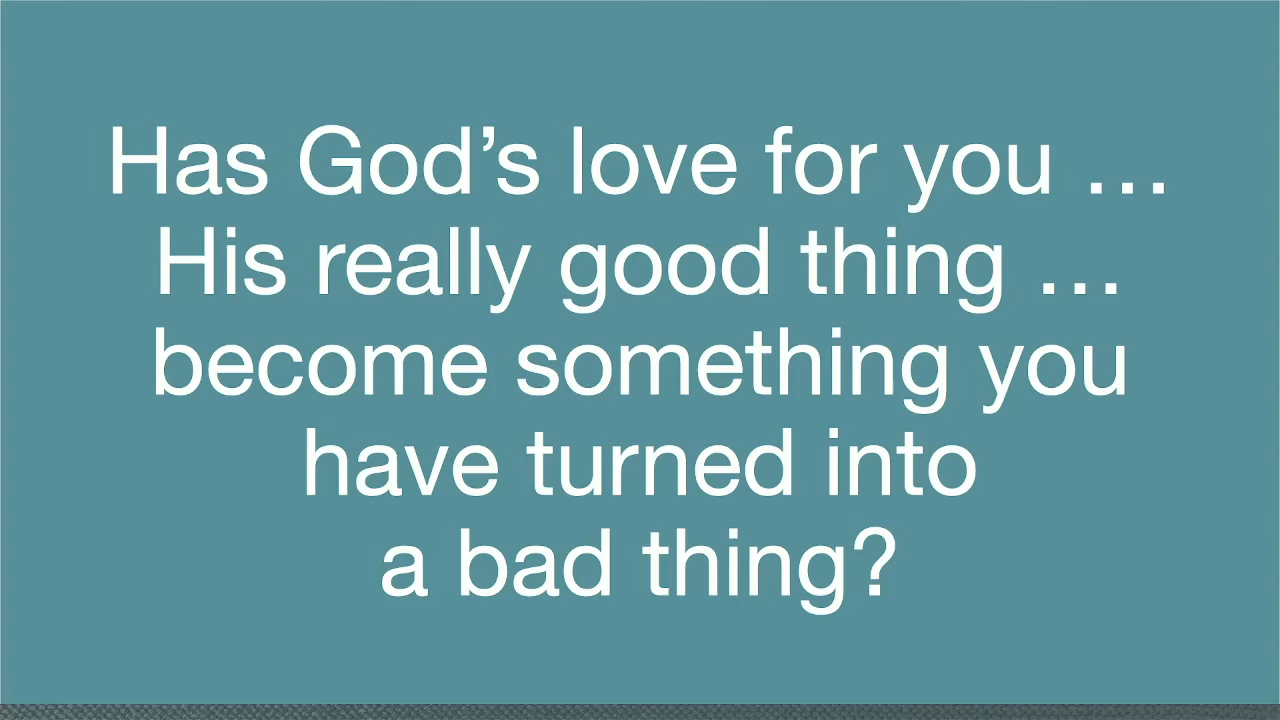 Has God’s love for you …
His really good thing …
become something you
have turned into
a bad thing?